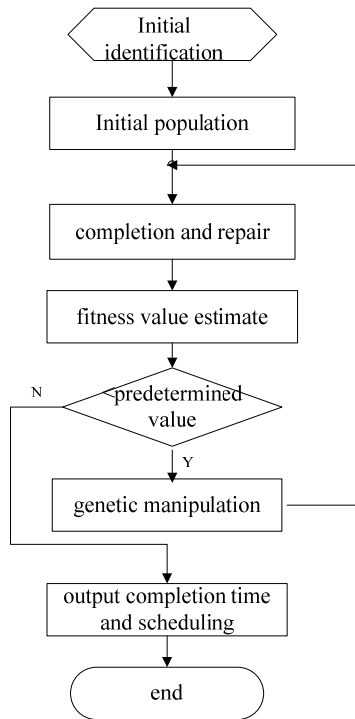 Initial
identification
Initial population
completion and repair
fitness value estimate
<predetermined
value
N
Y
genetic manipulation
output completion time
and scheduling
end